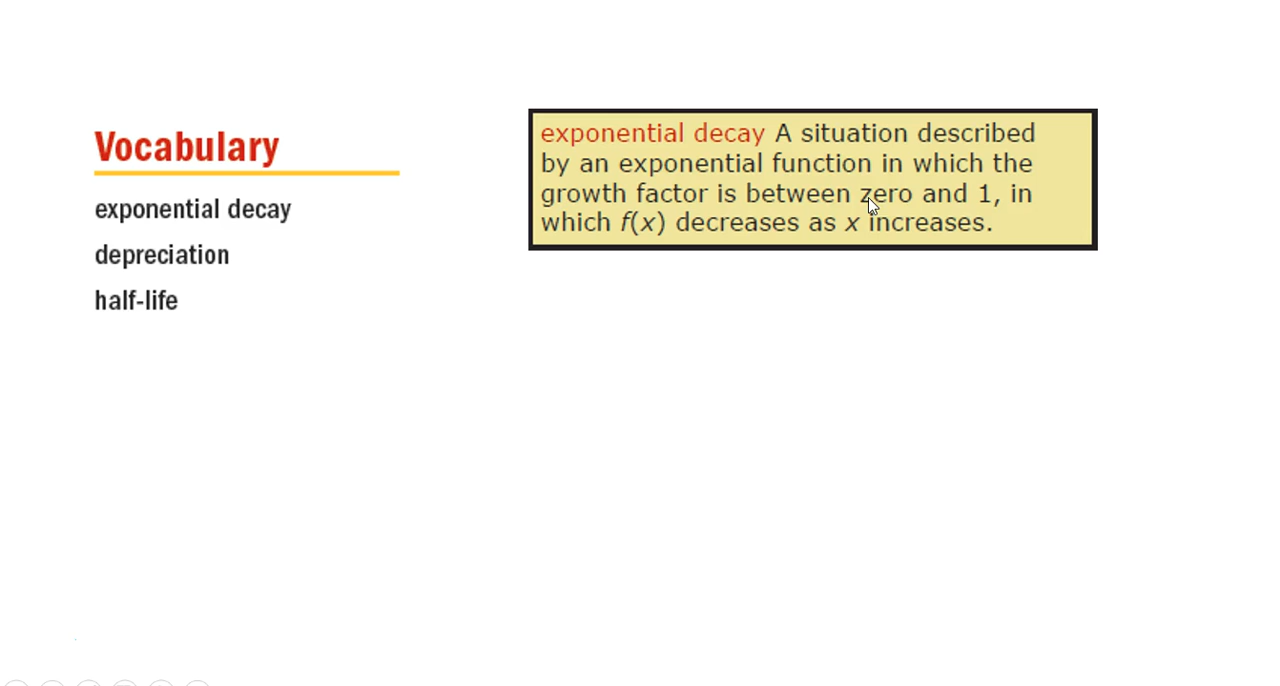 Vocabulary
exponential decay
depreciation
half-life
exponential decay A situation described
by an exponential function in which the
growth factor is between zero and 1, in
which f(x) decreases as x increases.